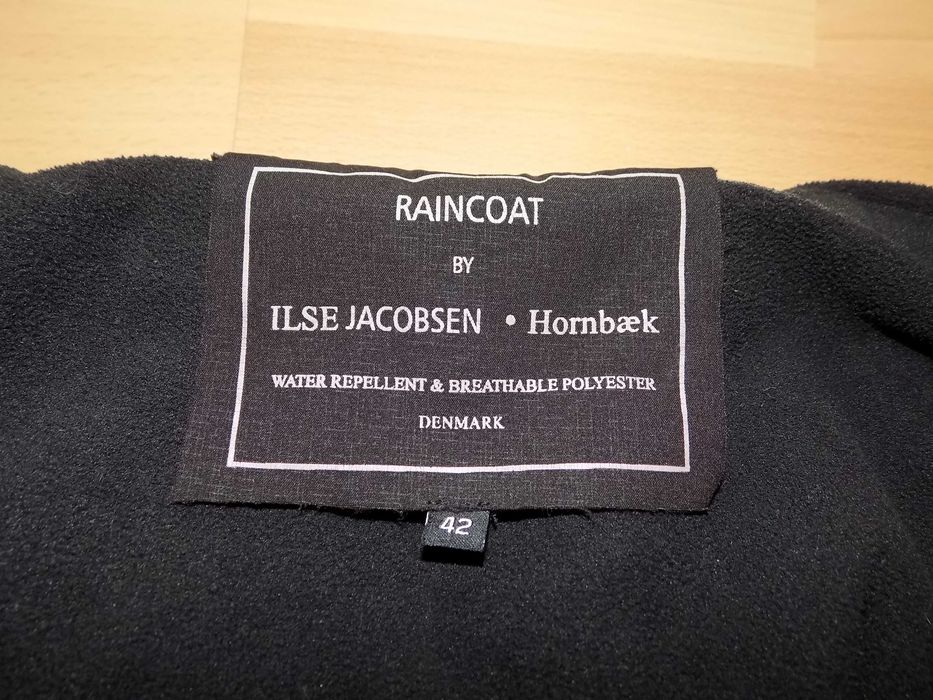 RAINCOAT
BY
ILSE JACOBSEN • Hornbæk
WATER REPELLENT & BREATHABLE POLYESTER
DENMARK
42